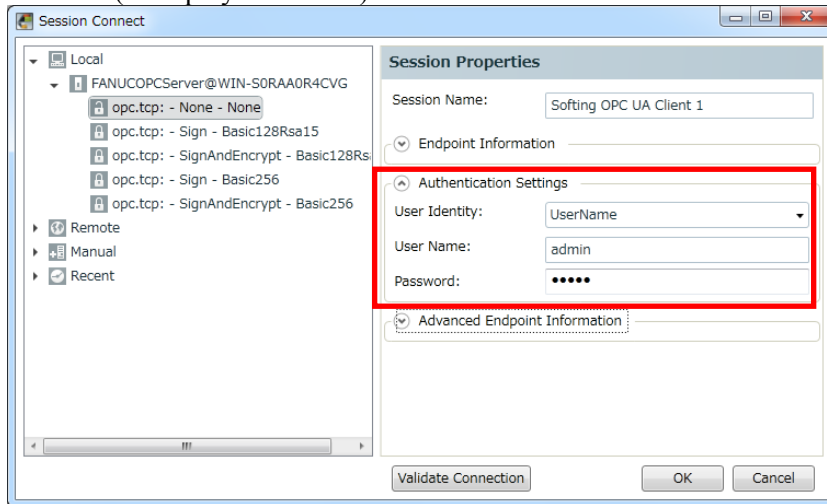 Session Connect
Local
FANUCOPCServer@WIN-S0RAA0R4CVG
opc.tcp: - None - None
opc.tcp: - Sign - Basic128Rsa15
opc.tcp: - SignAndEncrypt - Basic128Rs
opc.tcp: - Sign - Basic256
opc.tcp: - SignAndEncrypt - Basic256
Remote
Manual
Recent
Session Properties
Session Name: Softing OPC UA Client 1
Endpoint Information
Authentication Settings
User Identity: UserName
User Name: admin
Password: •••••
Advanced Endpoint Information
Validate Connection OK Cancel